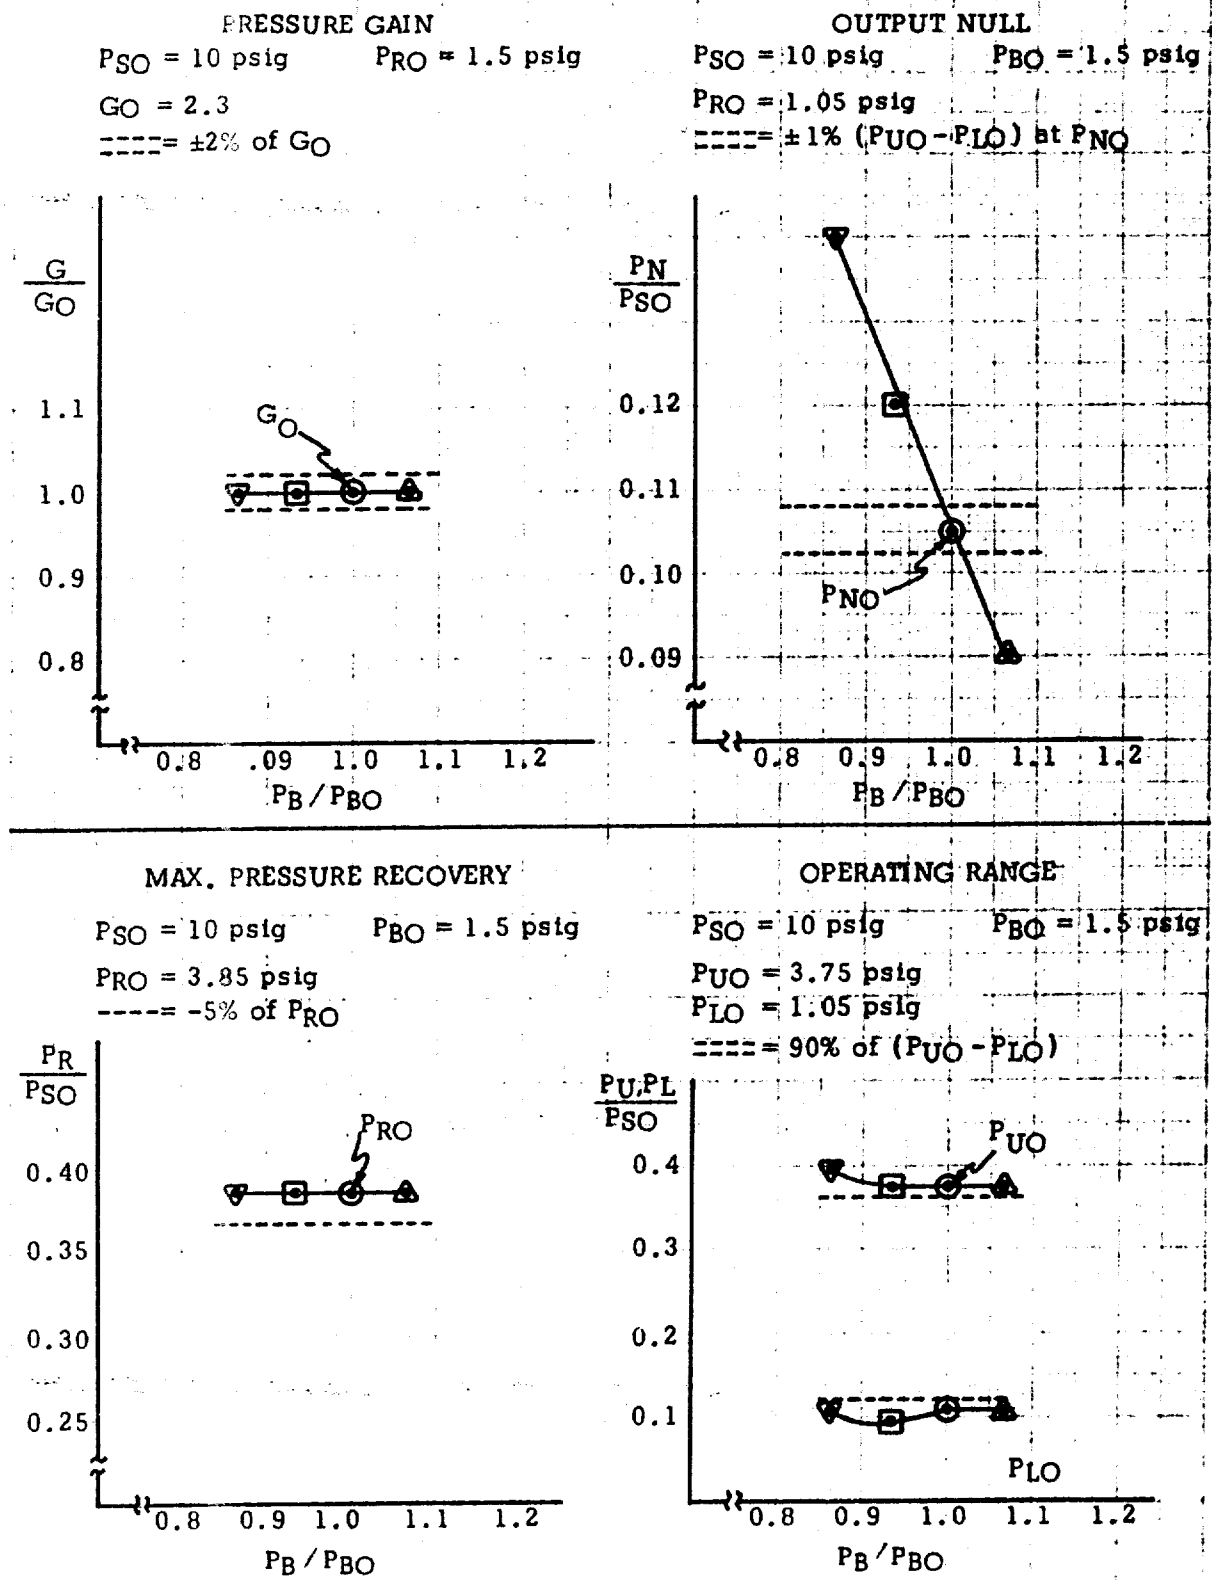 PRESSURE GAIN
PSO = 10 psig PRO = 1.5 psig
GO = 2.3
---- = ±2% of GO
G
GO
GO
1.1
1.0
0.9
0.8
0.8 .09 1.0 1.1 1.2
PB / PBO
OUTPUT NULL
PSO = 10 psig PBO = 1.5 psig
PRO = 1.05 psig
---- = ±1% (PUO - PLO) at PNO
PN
PSO
0.12
0.11
0.10
PNO
0.09
0.8 0.9 1.0 1.1 1.2
PB / PBO
MAX. PRESSURE RECOVERY
PSO = 10 psig PBO = 1.5 psig
PRO = 3.85 psig
---- = -5% of PRO
PR
PSO
PRO
0.40
0.35
0.30
0.25
0.8 0.9 1.0 1.1 1.2
PB / PBO
OPERATING RANGE
PSO = 10 psig PBO = 1.5 psig
PUO = 3.75 psig
PLO = 1.05 psig
---- = 90% of (PUO - PLO)
PU,PL
PSO
PUO
0.4
0.3
0.2
0.1
PLO
0.8 0.9 1.0 1.1 1.2
PB / PBO